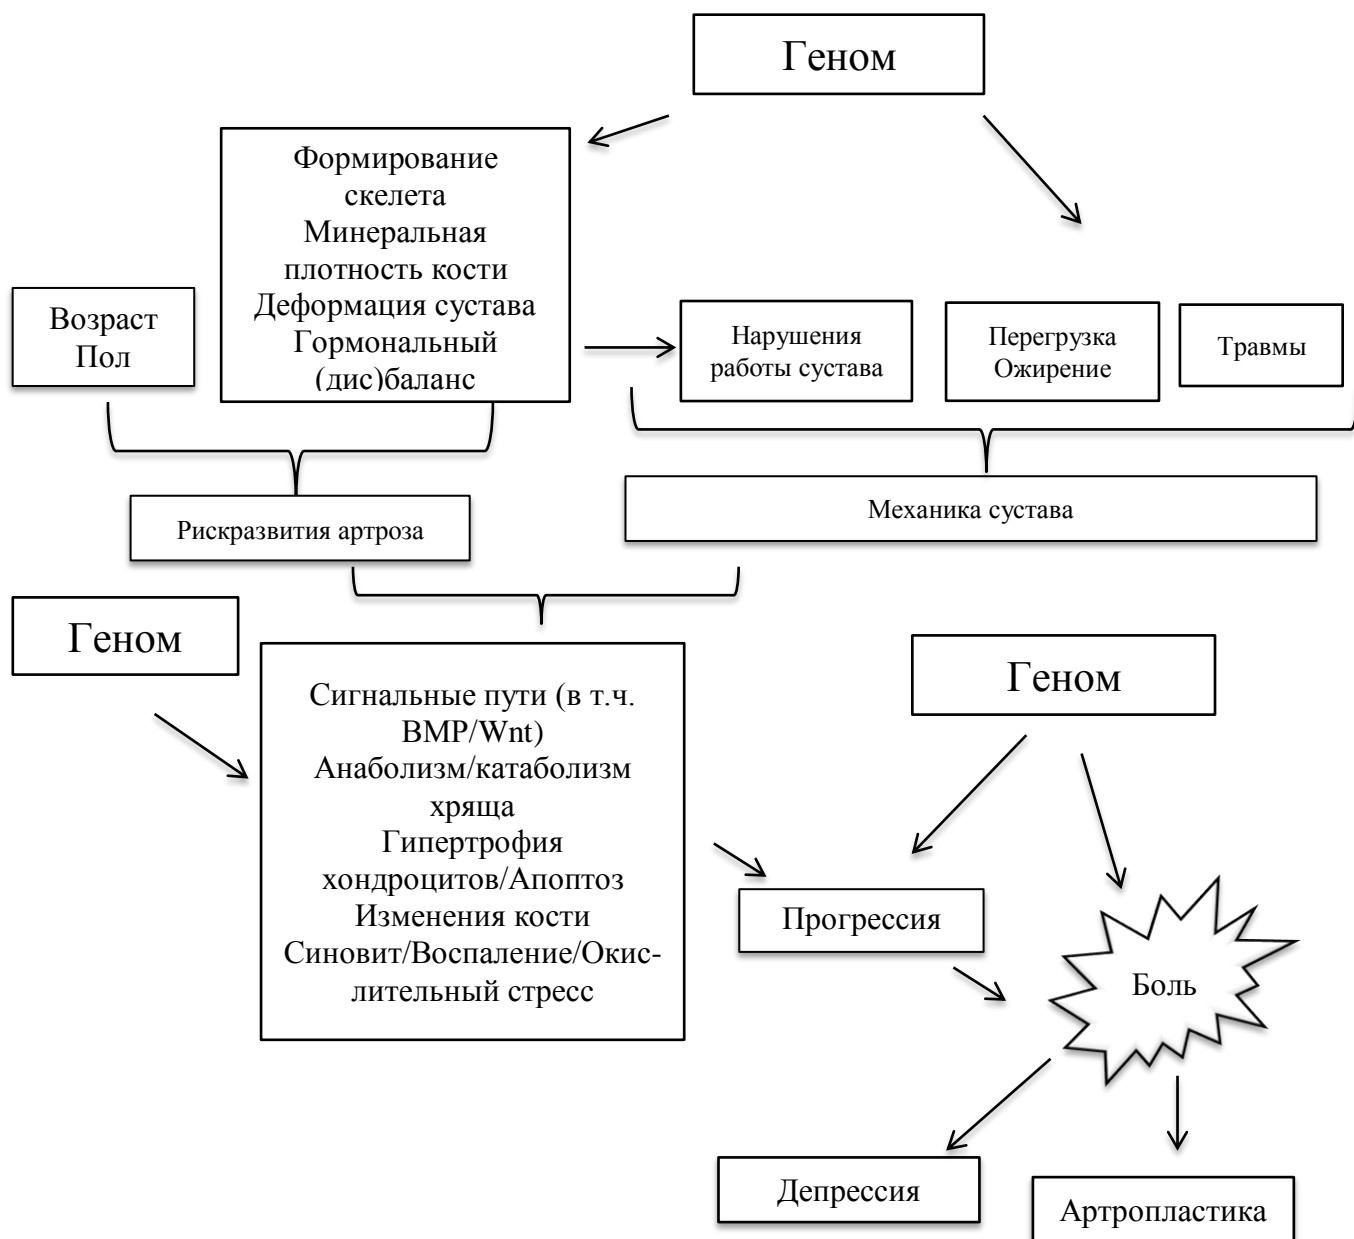 Геном
Формирование
скелета
Минеральная
плотность кости
Деформация сустава
Гормональный
(дис)баланс
Возраст
Пол
Нарушения
работы сустава
Перегрузка
Ожирение
Травмы
Рискразвития артроза
Механика сустава
Геном
Сигнальные пути (в т.ч.
BMP/Wnt)
Анаболизм/катаболизм
хряща
Гипертрофия
хондроцитов/Апоптоз
Изменения кости
Синовит/Воспаление/Окис-
лительный стресс
Геном
Прогрессия
Боль
Депрессия
Артропластика